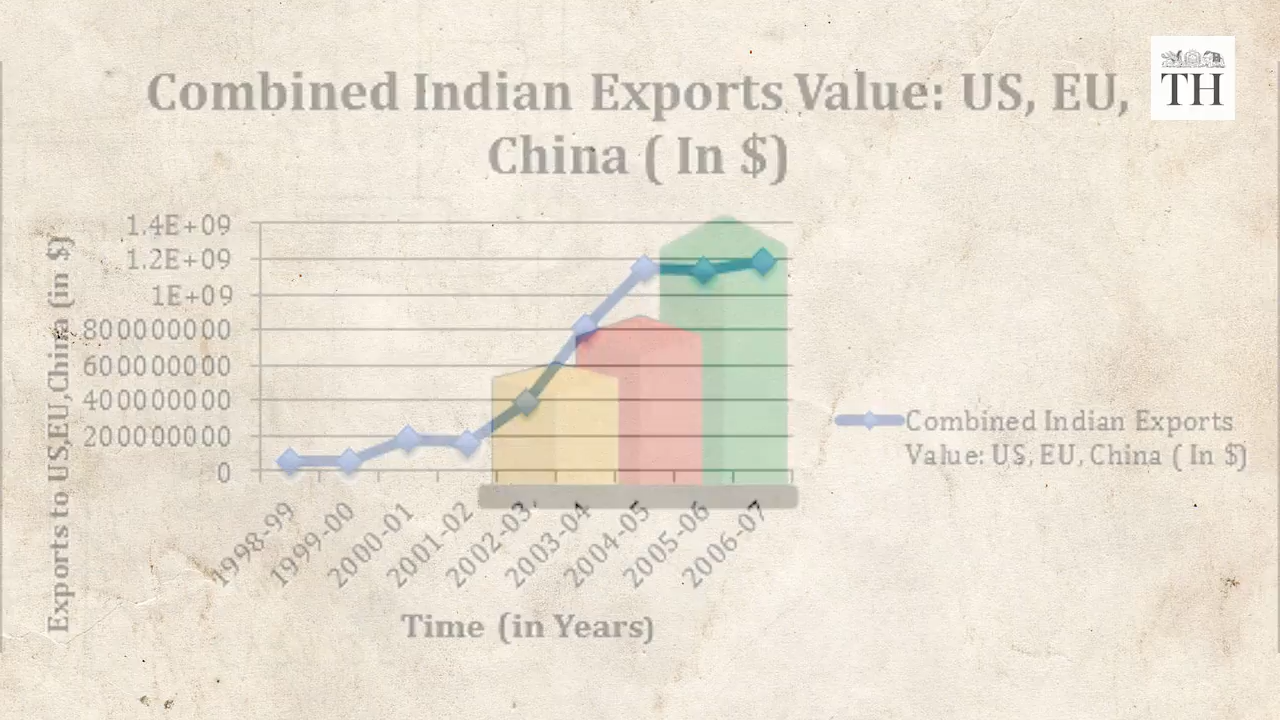 Combined Indian Exports Value: US, EU,
China ( In $)
TH
Exports to US,EU,China (in $)
1.4E+09
1.2E+09
1E+09
800000000
600000000
400000000
200000000
0
1998-99
1999-00
2000-01
2001-02
2002-03
2003-04
2004-05
2005-06
2006-07
Time (in Years)
Combined Indian Exports
Value: US, EU, China ( In $)